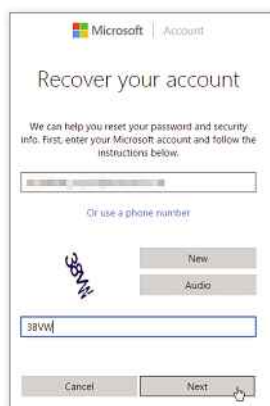 Microsoft | Account
Recover your account
We can help you reset your password and security
info. First, enter your Microsoft account and follow the
instructions below.
Or use a phone number
New
38VW
Audio
38VW
Cancel
Next